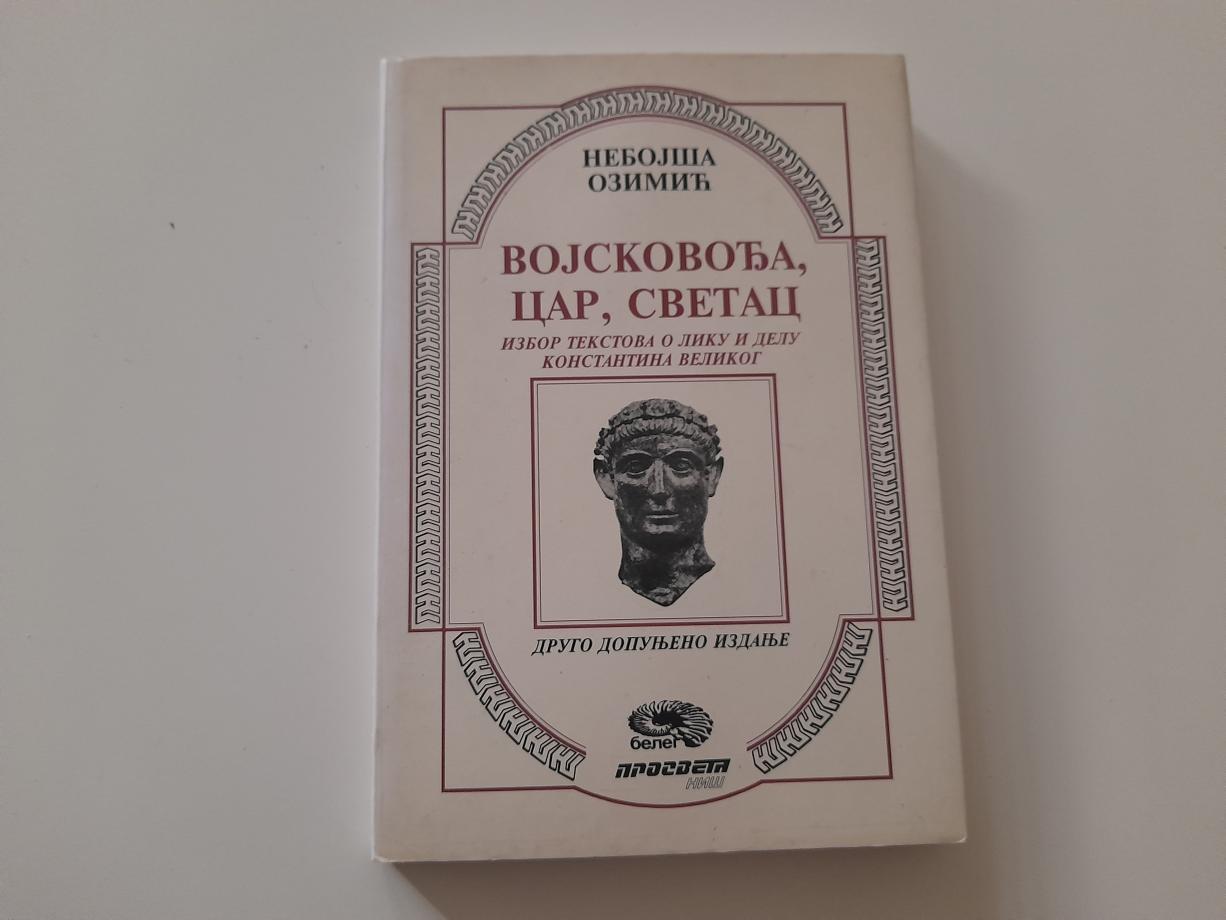 НЕБОЈША
ОЗИМИЋ
ВОЈСКОВОЂА,
ЦАР, СВЕТАЦ
ИЗБОР ТЕКСТОВА О ЛИКУ И ДЕЛУ
КОНСТАНТИНА ВЕЛИКОГ
ДРУГО ДОПУЊЕНО ИЗДАЊЕ
белег
ПРОСВЕТА
НИШ